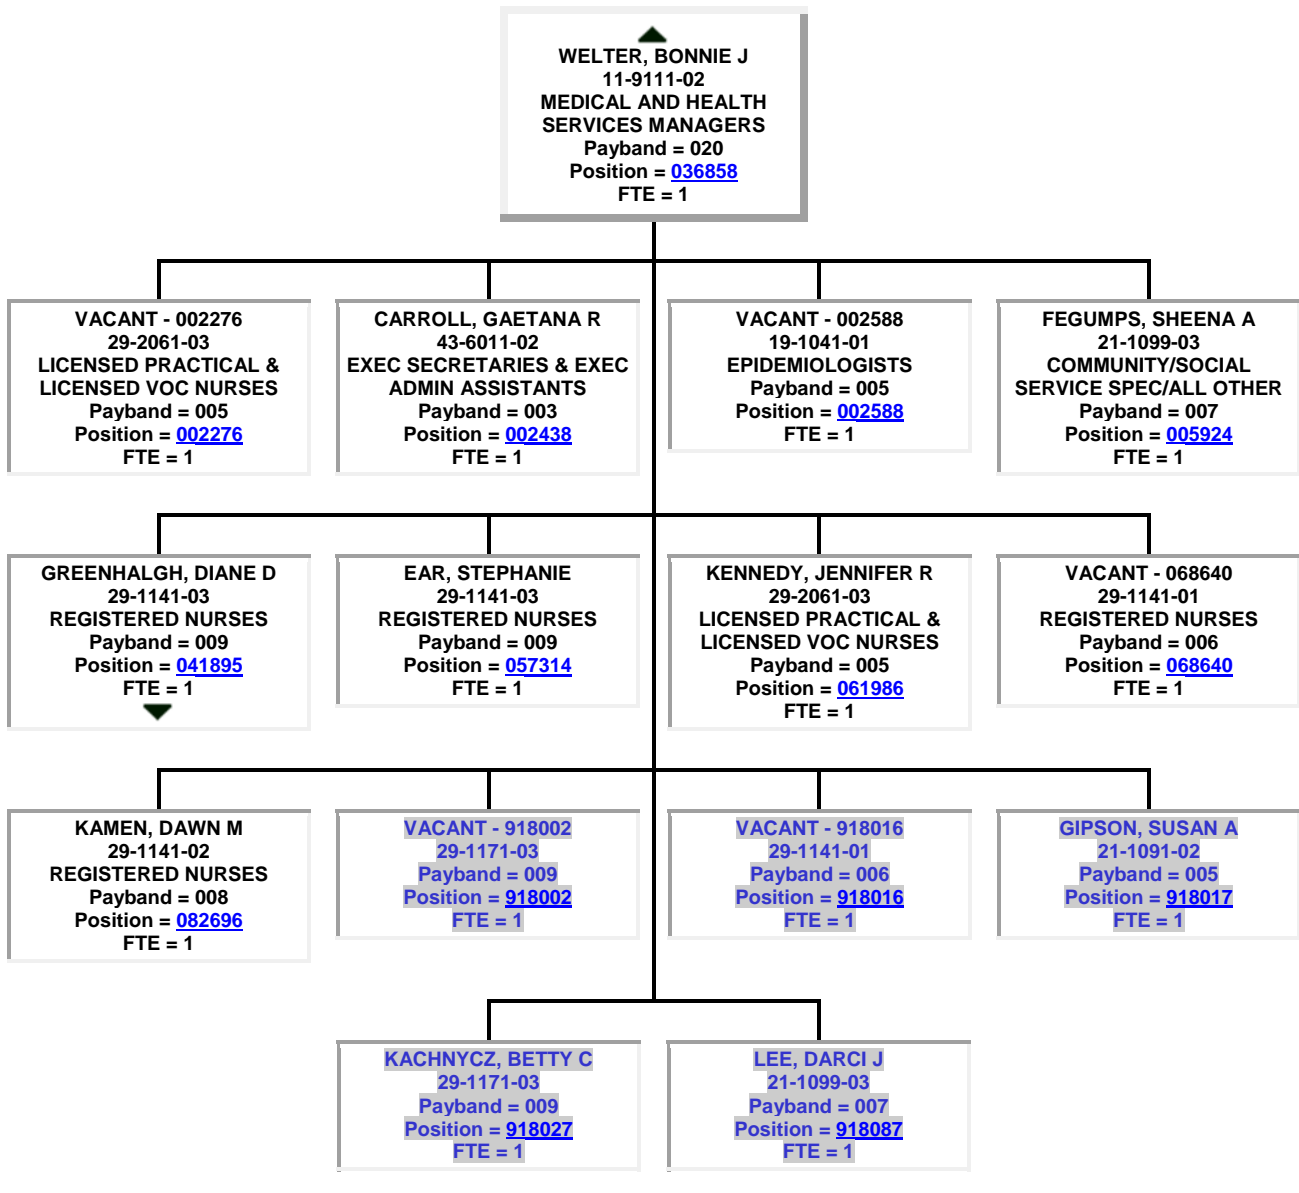 WELTER, BONNIE J
11-9111-02
MEDICAL AND HEALTH
SERVICES MANAGERS
Payband = 020
Position = 036858
FTE = 1
VACANT - 002276
29-2061-03
LICENSED PRACTICAL &
LICENSED VOC NURSES
Payband = 005
Position = 002276
FTE = 1
CARROLL, GAETANA R
43-6011-02
EXEC SECRETARIES & EXEC
ADMIN ASSISTANTS
Payband = 003
Position = 002438
FTE = 1
VACANT - 002588
19-1041-01
EPIDEMIOLOGISTS
Payband = 005
Position = 002588
FTE = 1
FEGUMPS, SHEENA A
21-1099-03
COMMUNITY/SOCIAL
SERVICE SPEC/ALL OTHER
Payband = 007
Position = 005924
FTE = 1
GREENHALGH, DIANE D
29-1141-03
REGISTERED NURSES
Payband = 009
Position = 041895
FTE = 1
EAR, STEPHANIE
29-1141-03
REGISTERED NURSES
Payband = 009
Position = 057314
FTE = 1
KENNEDY, JENNIFER R
29-2061-03
LICENSED PRACTICAL &
LICENSED VOC NURSES
Payband = 005
Position = 061986
FTE = 1
VACANT - 068640
29-1141-01
REGISTERED NURSES
Payband = 006
Position = 068640
FTE = 1
KAMEN, DAWN M
29-1141-02
REGISTERED NURSES
Payband = 008
Position = 082696
FTE = 1
VACANT - 918002
29-1171-03
Payband = 009
Position = 918002
FTE = 1
VACANT - 918016
29-1141-01
Payband = 006
Position = 918016
FTE = 1
GIPSON, SUSAN A
21-1091-02
Payband = 005
Position = 918017
FTE = 1
KACHNYCZ, BETTY C
29-1171-03
Payband = 009
Position = 918027
FTE = 1
LEE, DARCI J
21-1099-03
Payband = 007
Position = 918087
FTE = 1